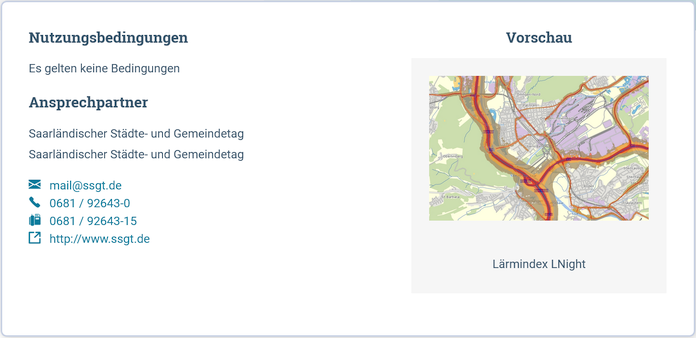 Nutzungsbedingungen
Es gelten keine Bedingungen
Ansprechpartner
Saarländischer Städte- und Gemeindetag
Saarländischer Städte- und Gemeindetag
mail@ssgt.de
0681 / 92643-0
0681 / 92643-15
http://www.ssgt.de
Vorschau
Lärmindex LNight